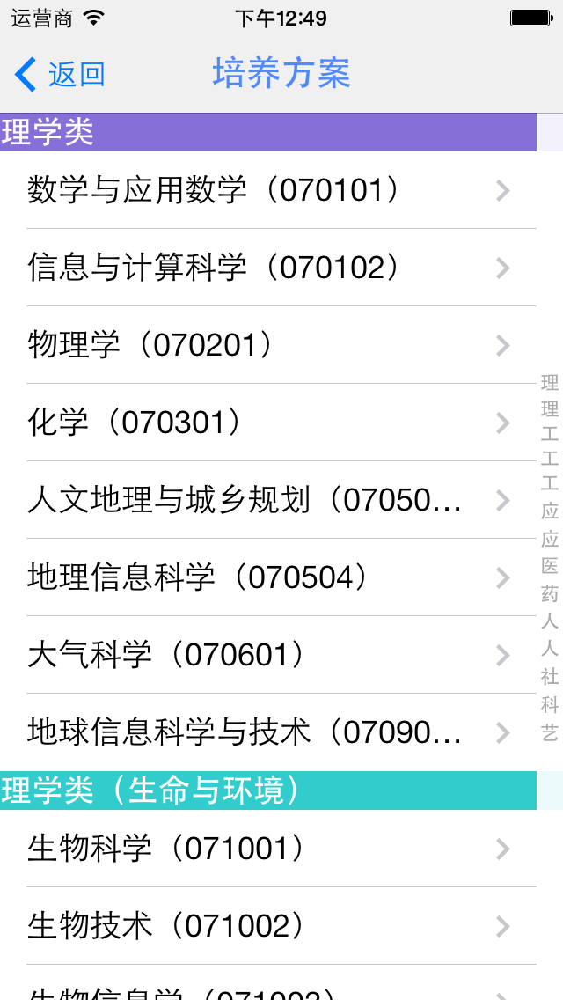 运营商 下午12:49
返回 培养方案
理学类
数学与应用数学（070101）
信息与计算科学（070102）
物理学（070201）
化学（070301）
人文地理与城乡规划（07050...
地理信息科学（070504）
大气科学（070601）
地球信息科学与技术（07090...
理学类（生命与环境）
生物科学（071001）
生物技术（071002）
生物信息学（071003）
理
理
工
工
工
应
应
医
药
人
人
社
科
艺